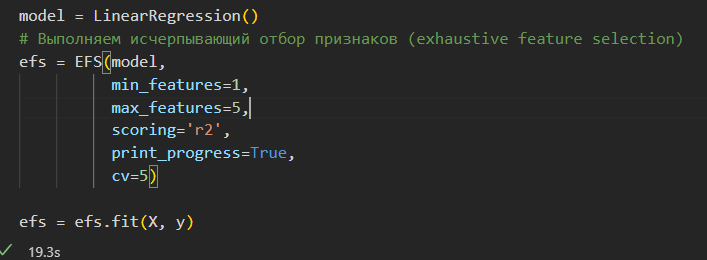 model = LinearRegression()
# Выполняем исчерпывающий отбор признаков (exhaustive feature selection)
efs = EFS(model,
min_features=1,
max_features=5,
scoring='r2',
print_progress=True,
cv=5)
efs = efs.fit(X, y)
19.3s